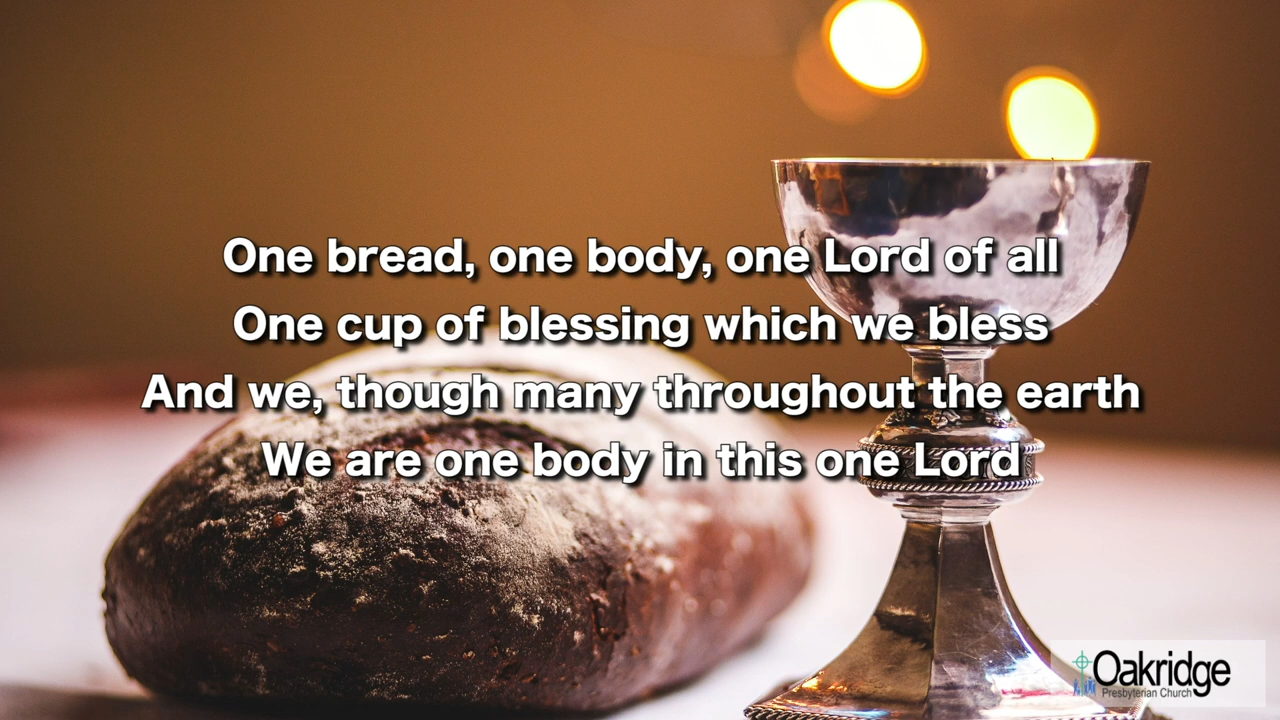 One bread, one body, one Lord of all
One cup of blessing which we bless
And we, though many throughout the earth
We are one body in this one Lord
Oakridge
Presbyterian Church